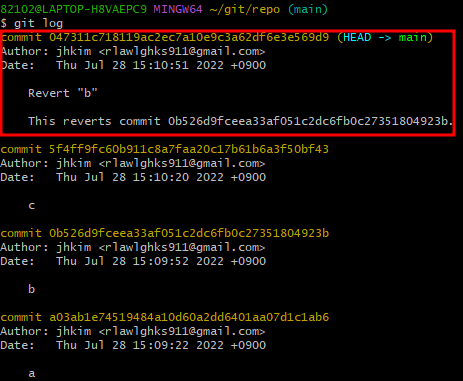 82102@LAPTOP-H8VAEPC9 MINGW64 ~/git/repo (main)
$ git log
commit 047311c718119ac2ec7a10e9c3a62df6e3e569d9 (HEAD -> main)
Author: jhkim <rlawlghks911@gmail.com>
Date:   Thu Jul 28 15:10:51 2022 +0900
Revert "b"
This reverts commit 0b526d9fceea33af051c2dc6fb0c27351804923b.
commit 5f4ff9fc60b911c8a7faa20c17b61b6a3f50bf43
Author: jhkim <rlawlghks911@gmail.com>
Date:   Thu Jul 28 15:10:20 2022 +0900
c
commit 0b526d9fceea33af051c2dc6fb0c27351804923b
Author: jhkim <rlawlghks911@gmail.com>
Date:   Thu Jul 28 15:09:52 2022 +0900
b
commit a03ab1e74519484a10d60a2dd6401aa07d1c1ab6
Author: jhkim <rlawlghks911@gmail.com>
Date:   Thu Jul 28 15:09:22 2022 +0900
a